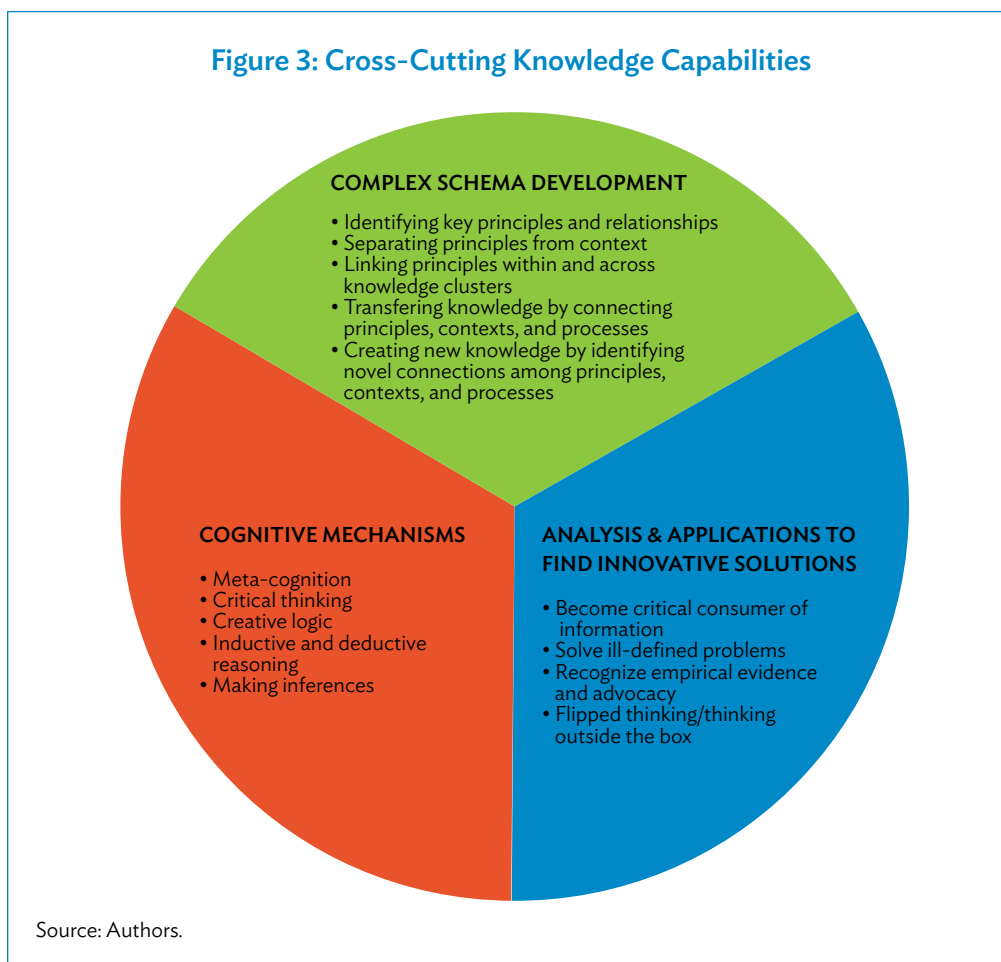 Figure 3: Cross-Cutting Knowledge Capabilities
COMPLEX SCHEMA DEVELOPMENT
• Identifying key principles and relationships
• Separating principles from context
• Linking principles within and across
knowledge clusters
• Transfering knowledge by connecting
principles, contexts, and processes
• Creating new knowledge by identifying
novel connections among principles,
contexts, and processes
COGNITIVE MECHANISMS
• Meta-cognition
• Critical thinking
• Creative logic
• Inductive and deductive
reasoning
• Making inferences
ANALYSIS & APPLICATIONS TO
FIND INNOVATIVE SOLUTIONS
• Become critical consumer of
information
• Solve ill-defined problems
• Recognize empirical evidence
and advocacy
• Flipped thinking/thinking
outside the box
Source: Authors.